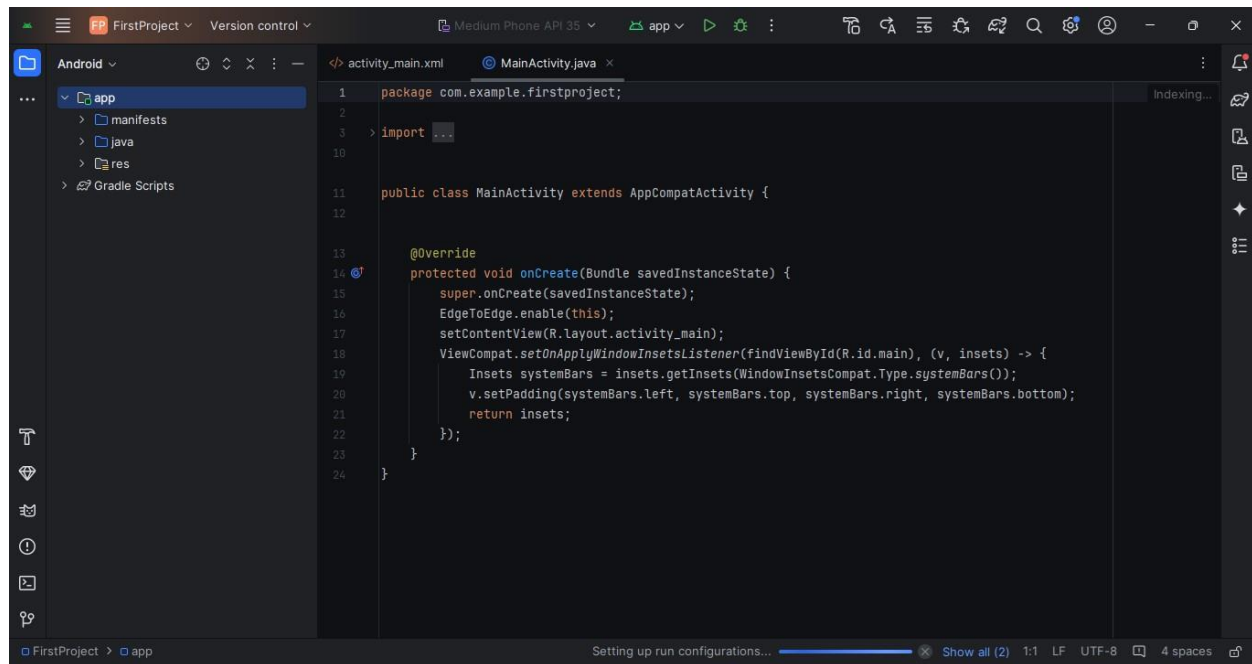 FP FirstProject Version control Medium Phone API 35 app
Android
activity_main.xml MainActivity.java
app
manifests
java
res
Gradle Scripts
Indexing...
1 package com.example.firstproject;
2
3 import ...
10
11 public class MainActivity extends AppCompatActivity {
12
13 @Override
14 protected void onCreate(Bundle savedInstanceState) {
15 super.onCreate(savedInstanceState);
16 EdgeToEdge.enable(this);
17 setContentView(R.layout.activity_main);
18 ViewCompat.setOnApplyWindowInsetsListener(findViewById(R.id.main), (v, insets) -> {
19 Insets systemBars = insets.getInsets(WindowInsetsCompat.Type.systemBars());
20 v.setPadding(systemBars.left, systemBars.top, systemBars.right, systemBars.bottom);
21 return insets;
22 });
23 }
24 }
FirstProject > app Setting up run configurations... Show all (2) 1:1 LF UTF-8 4 spaces